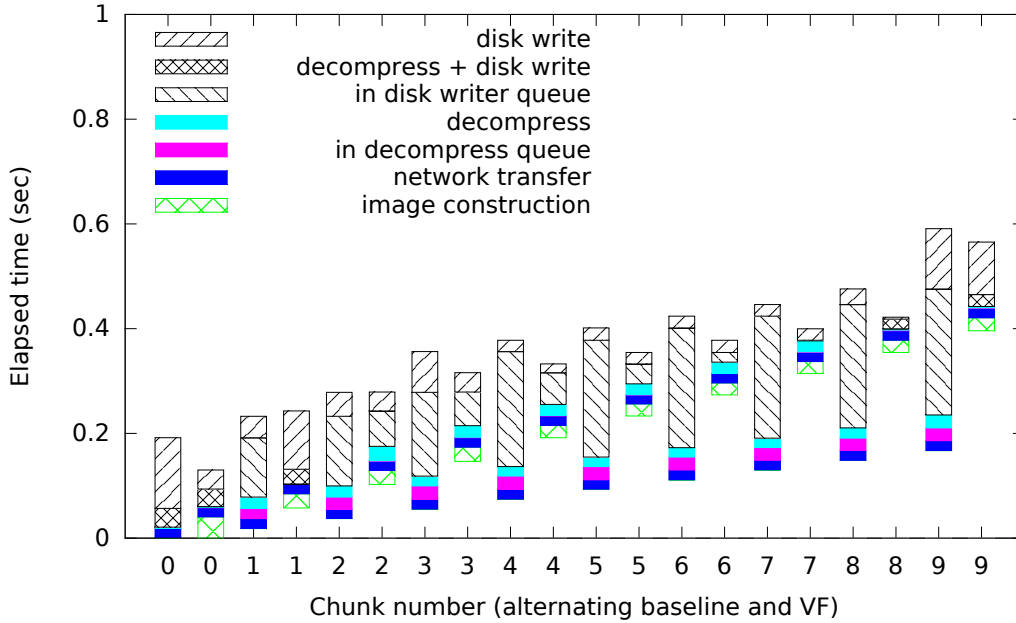 1
0.8
0.6
0.4
0.2
0
Elapsed time (sec)
disk write
decompress + disk write
in disk writer queue
decompress
in decompress queue
network transfer
image construction
0 0 1 1 2 2 3 3 4 4 5 5 6 6 7 7 8 8 9 9
Chunk number (alternating baseline and VF)